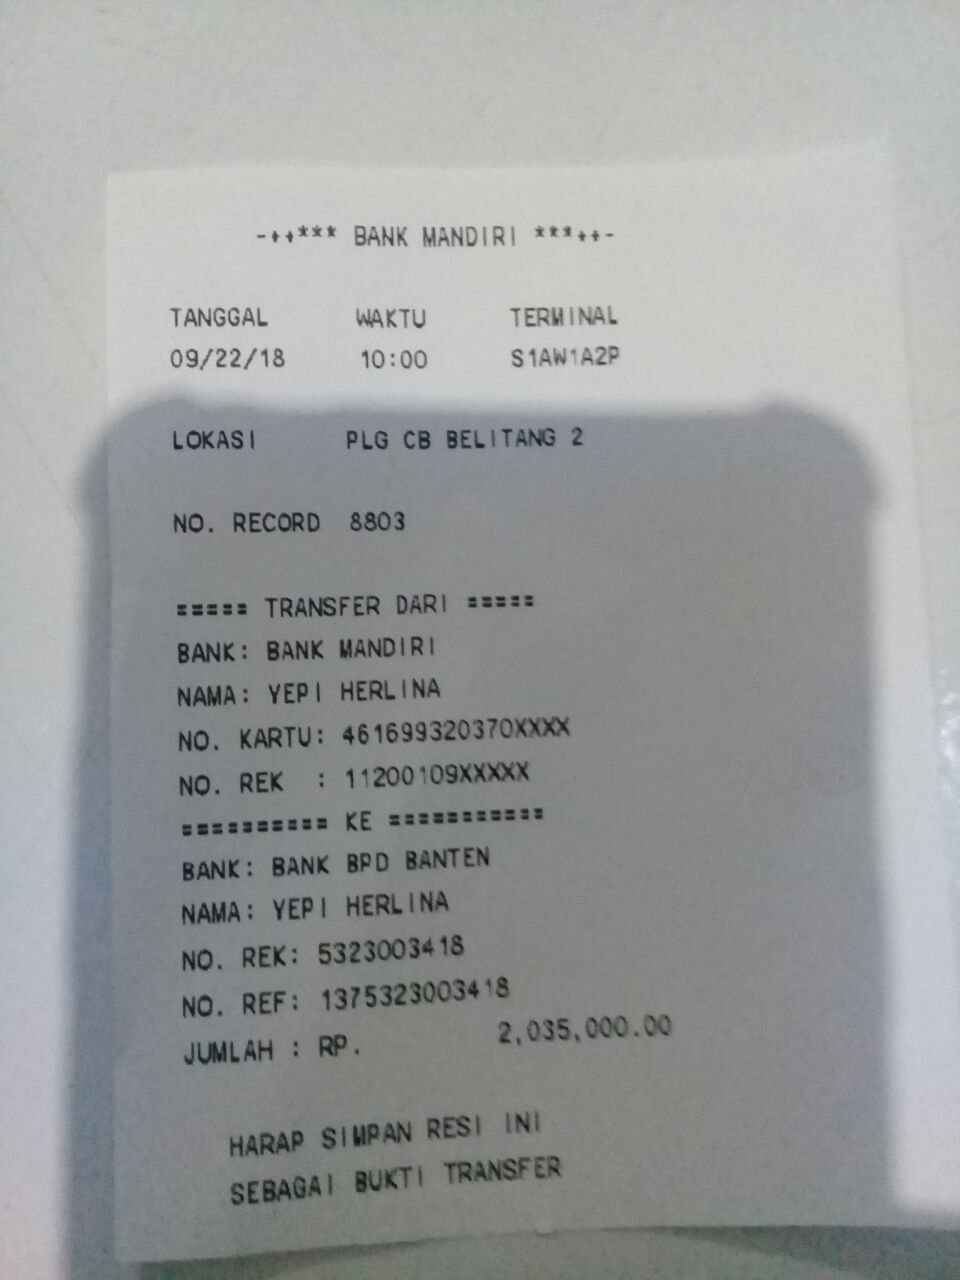 -++*** BANK MANDIRI ***++-
TANGGAL WAKTU TERMINAL
09/22/18 10:00 S1AW1A2P
LOKASI PLG CB BELITANG 2
NO. RECORD 8803
===== TRANSFER DARI =====
BANK: BANK MANDIRI
NAMA: YEPI HERLINA
NO. KARTU: 461699320370XXXX
NO. REK : 11200109XXXXX
========== KE ===========
BANK: BANK BPD BANTEN
NAMA: YEPI HERLINA
NO. REK: 5323003418
NO. REF: 1375323003418
JUMLAH : RP. 2,035,000.00
HARAP SIMPAN RESI INI
SEBAGAI BUKTI TRANSFER